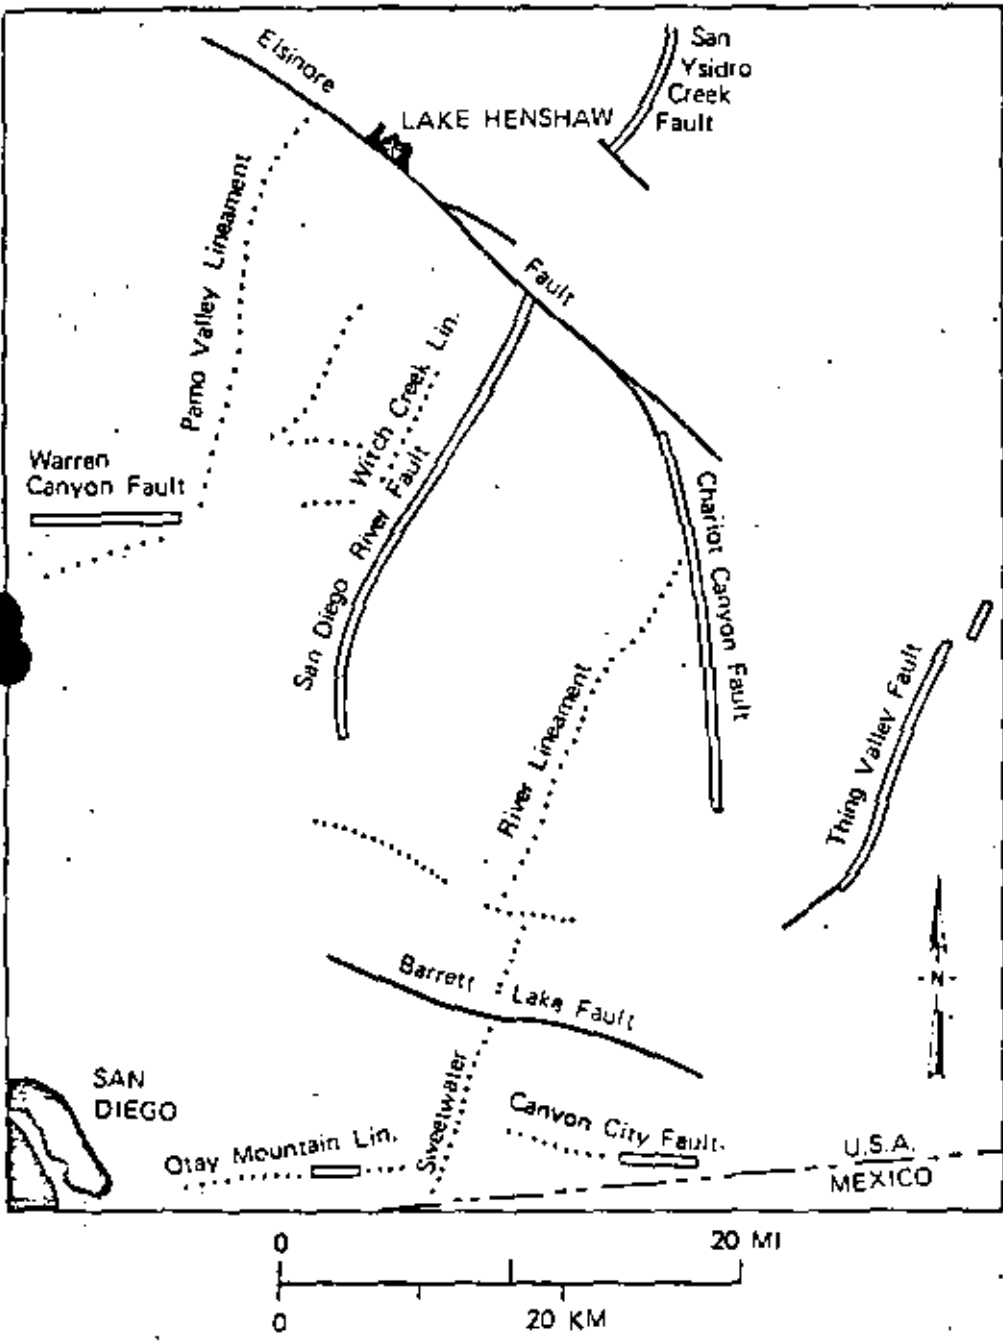 Elsinore
San
Ysidro
Creek
Fault
LAKE HENSHAW
Pamo Valley Lineament
Fault
Witch Creek Lin.
Warren
Canyon Fault
San Diego River Fault
Chariot Canyon Fault
River Lineament
Thing Valley Fault
N
Barrett Lake Fault
SAN
DIEGO
Sweetwater
Canyon City Fault
Otay Mountain Lin.
U.S.A.
MEXICO
0 20 MI
0 20 KM